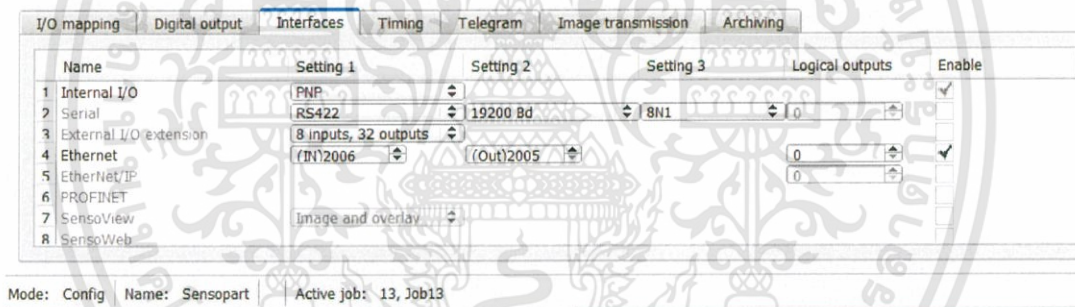 I/O mapping Digital output Interfaces Timing Telegram Image transmission Archiving
Name Setting 1 Setting 2 Setting 3 Logical outputs Enable
1 Internal I/O PNP
2 Serial RS422 19200 Bd 8N1 0
3 External I/O extension 8 inputs, 32 outputs
4 Ethernet (IN)2006 (Out)2005 0
5 EtherNet/IP 0
6 PROFINET
7 SensoView Image and overlay
8 SensoWeb
Mode: Config Name: Sensopart Active job: 13, Job13